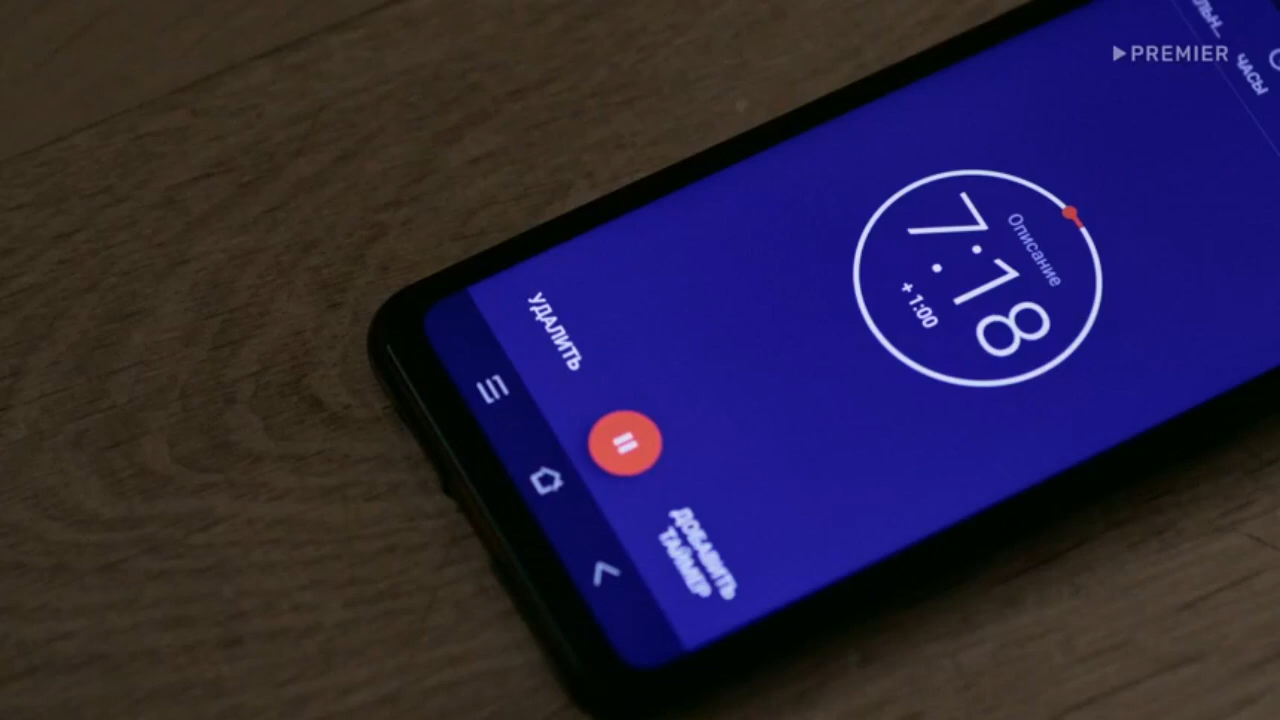 PREMIER
ЧАСЫ
Описание
7:18
+ 1:00
УДАЛИТЬ
ДОБАВИТЬ
ТАЙМЕР